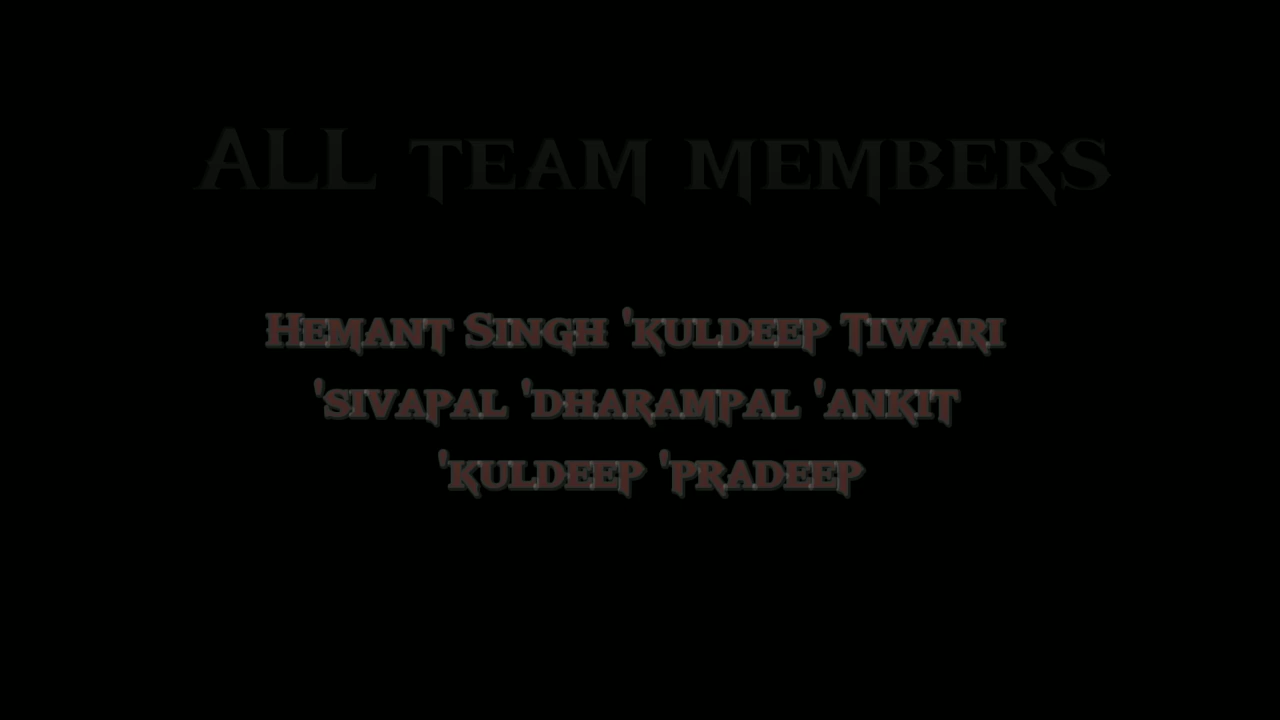 ALL TEAM MEMBERS
Hemant Singh 'kuldeep Tiwari
'sivapal 'dharampal 'ankit
'kuldeep 'pradeep